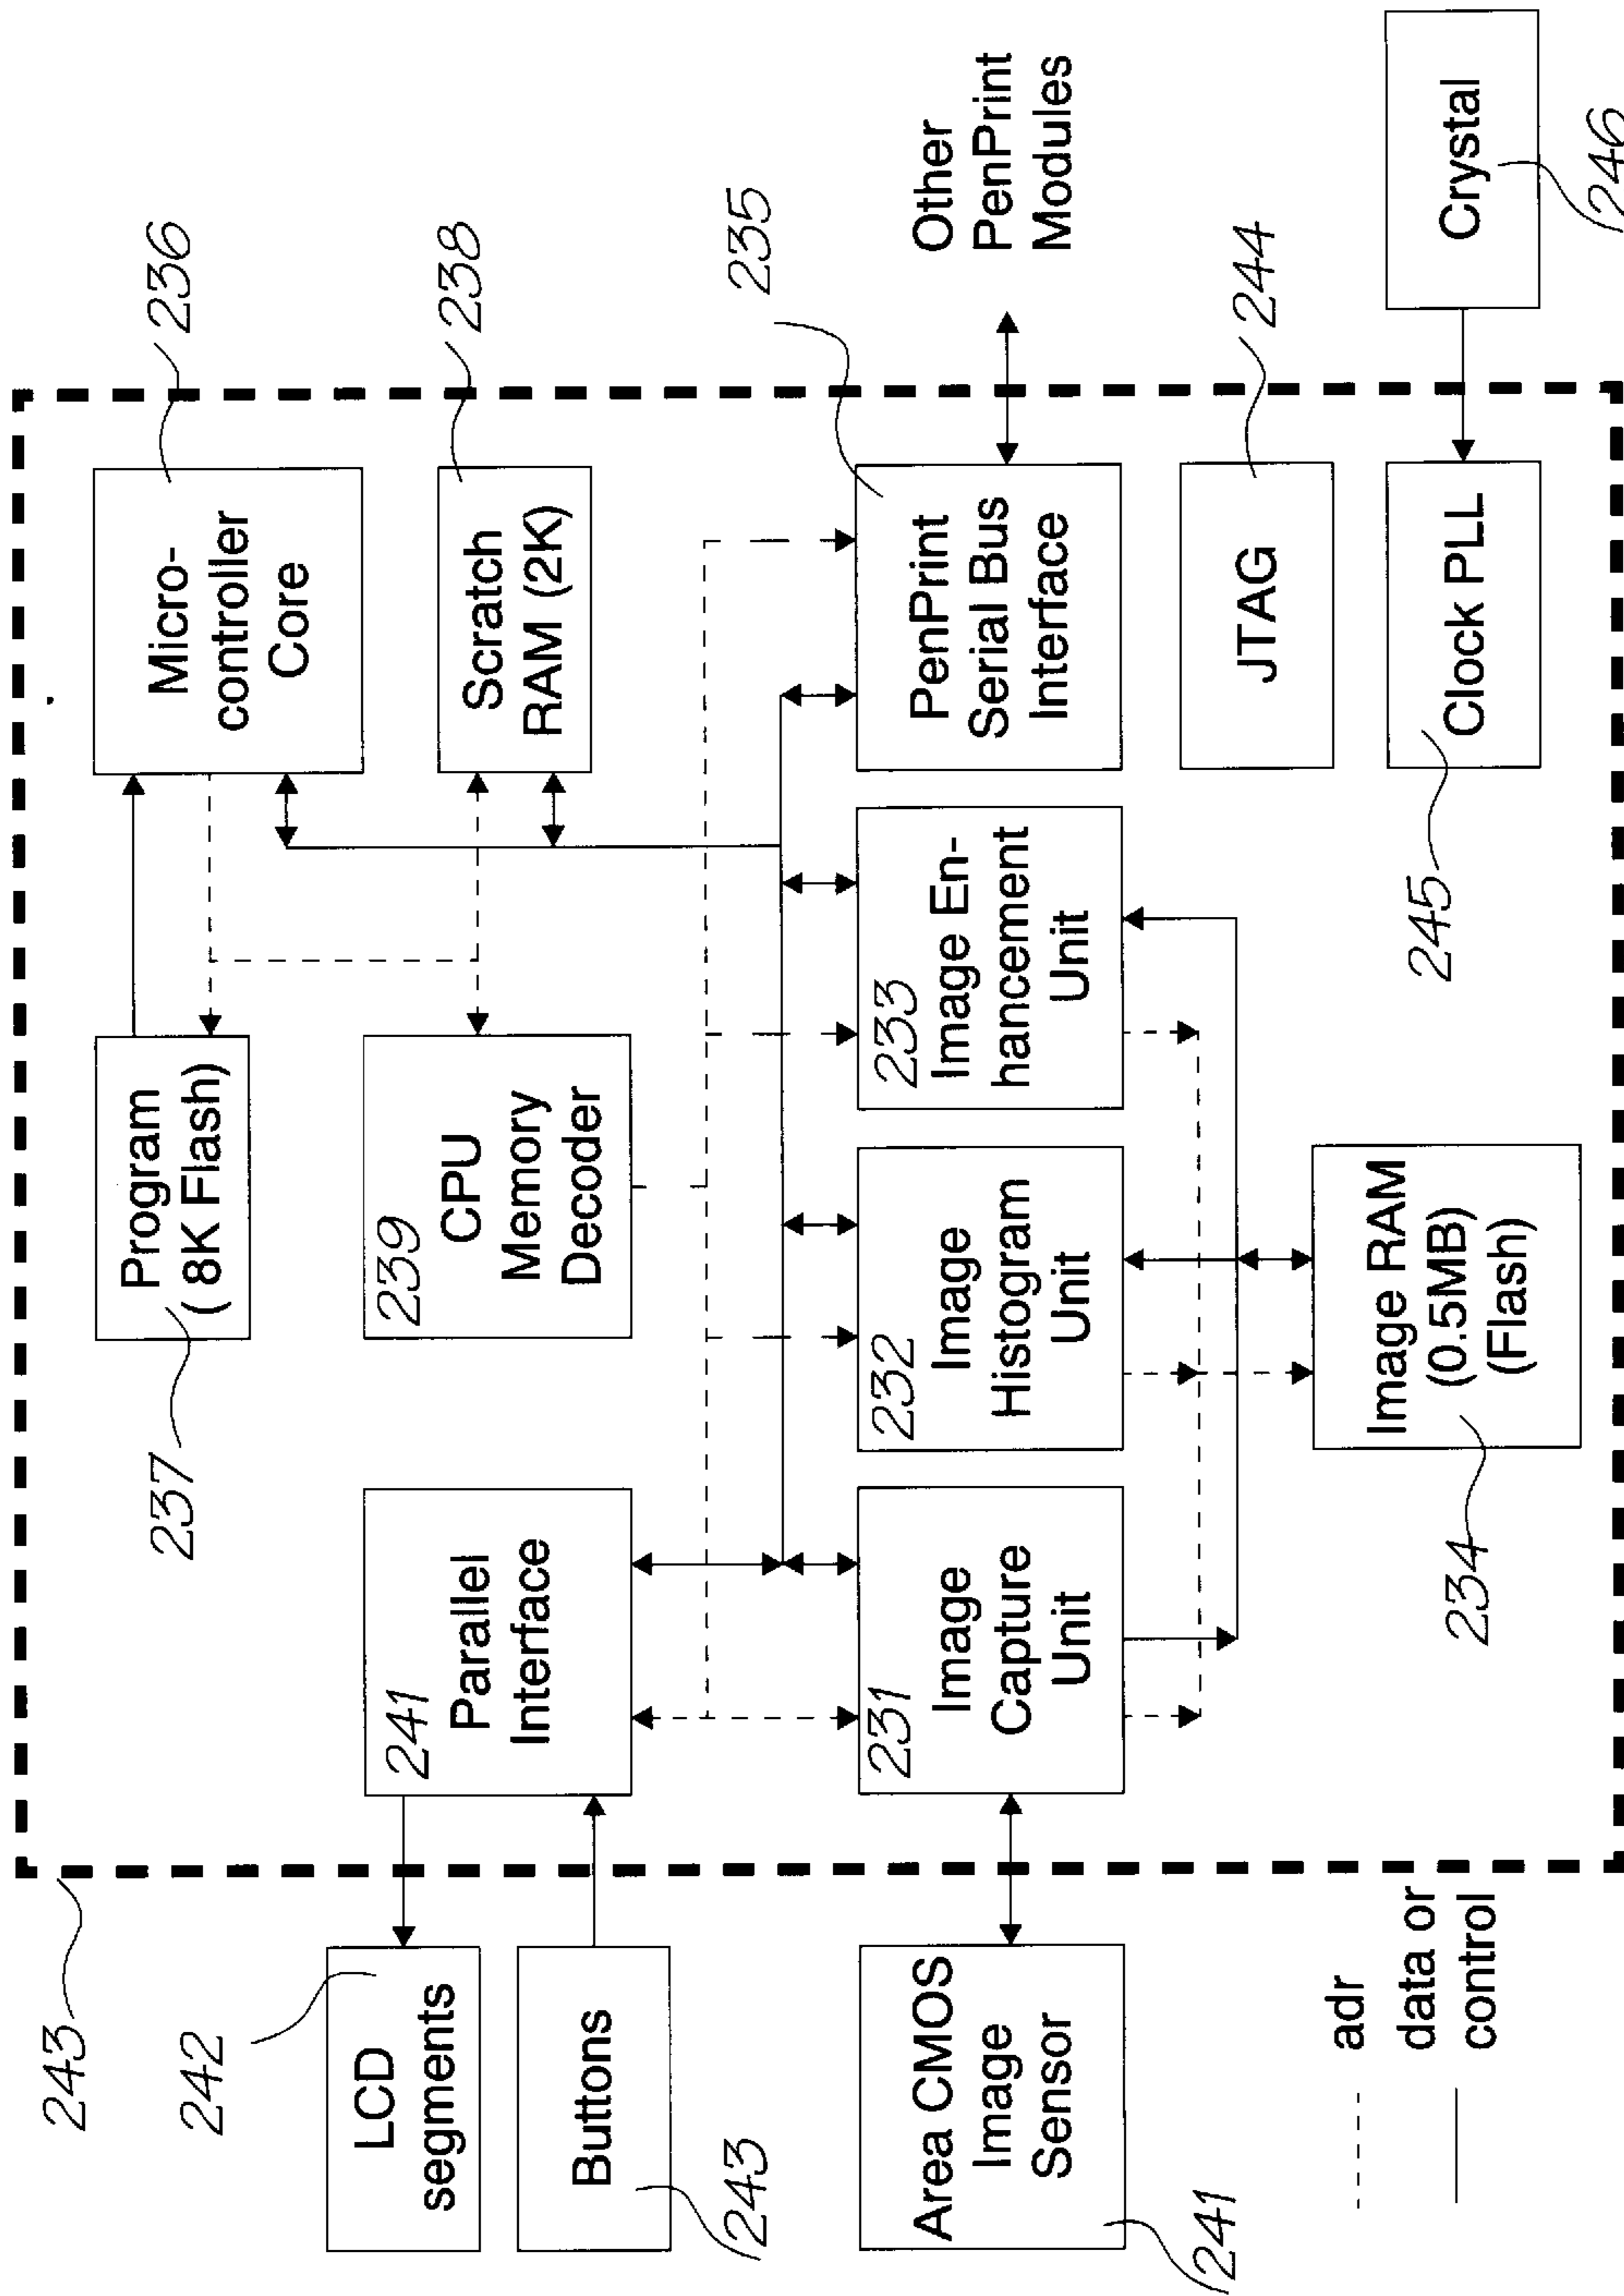 243
242
LCD
segments
Buttons
243
Area CMOS
Image
Sensor
241
adr
data or
control
237
Program
( 8K Flash)
236
Micro-
controller
Core
241
Parallel
Interface
239
CPU
Memory
Decoder
Scratch
RAM (2K)
238
231
Image
Capture
Unit
232
Image
Histogram
Unit
233
Image En-
hancement
Unit
PenPrint
Serial Bus
Interface
235
Other
PenPrint
Modules
234
Image RAM
(0.5MB)
(Flash)
JTAG
244
245
Clock PLL
Crystal
246